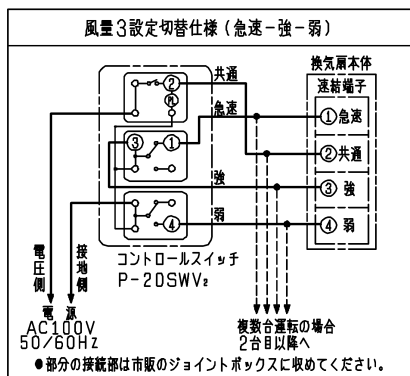 風量3設定切替仕様(急速-強-弱)
換気扇本体
速結端子
共通
急速
強
弱
② 
PL
③ ①
④
①急速
②共通
③ 強
④ 弱
コントロールスイッチ
P-20SWV₂
電圧側
接地側
電 源
AC100V
50/60Hz
複数台運転の場合
2台目以降へ
●部分の接続部は市販のジョイントボックスに収めてください。